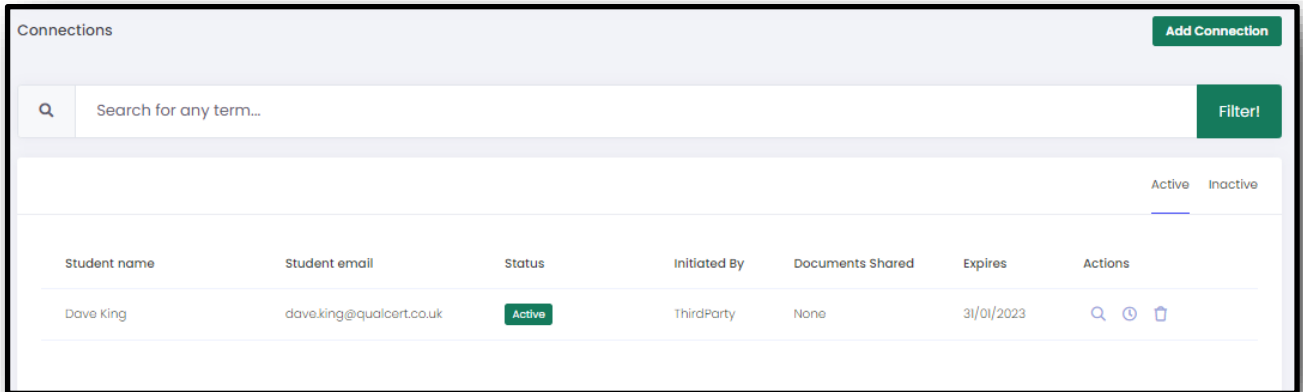 Connections
Add Connection
Search for any term...
Filter!
Active Inactive
Student name Student email Status Initiated By Documents Shared Expires Actions
Dave King dave.king@qualcert.co.uk Active ThirdParty None 31/01/2023